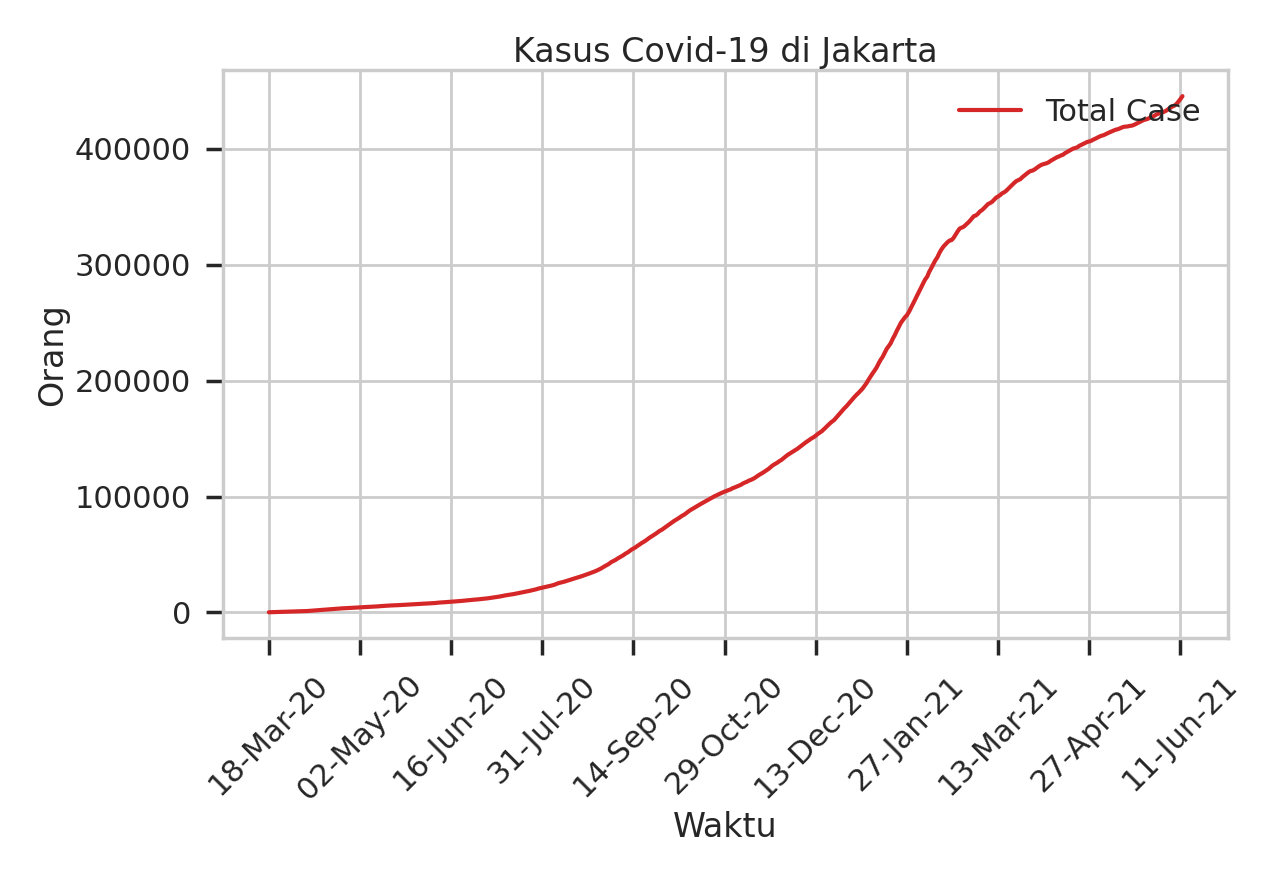 Kasus Covid-19 di Jakarta
Total Case
400000
300000
200000
100000
0
Orang
18-Mar-20
02-May-20
16-Jun-20
31-Jul-20
14-Sep-20
29-Oct-20
13-Dec-20
27-Jan-21
13-Mar-21
27-Apr-21
11-Jun-21
Waktu